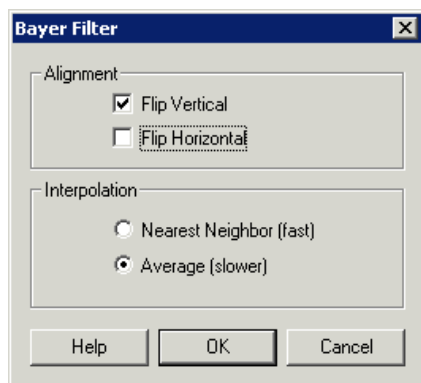 Bayer Filter
Alignment
Flip Vertical
Flip Horizontal
Interpolation
Nearest Neighbor (fast)
Average (slower)
Help OK Cancel